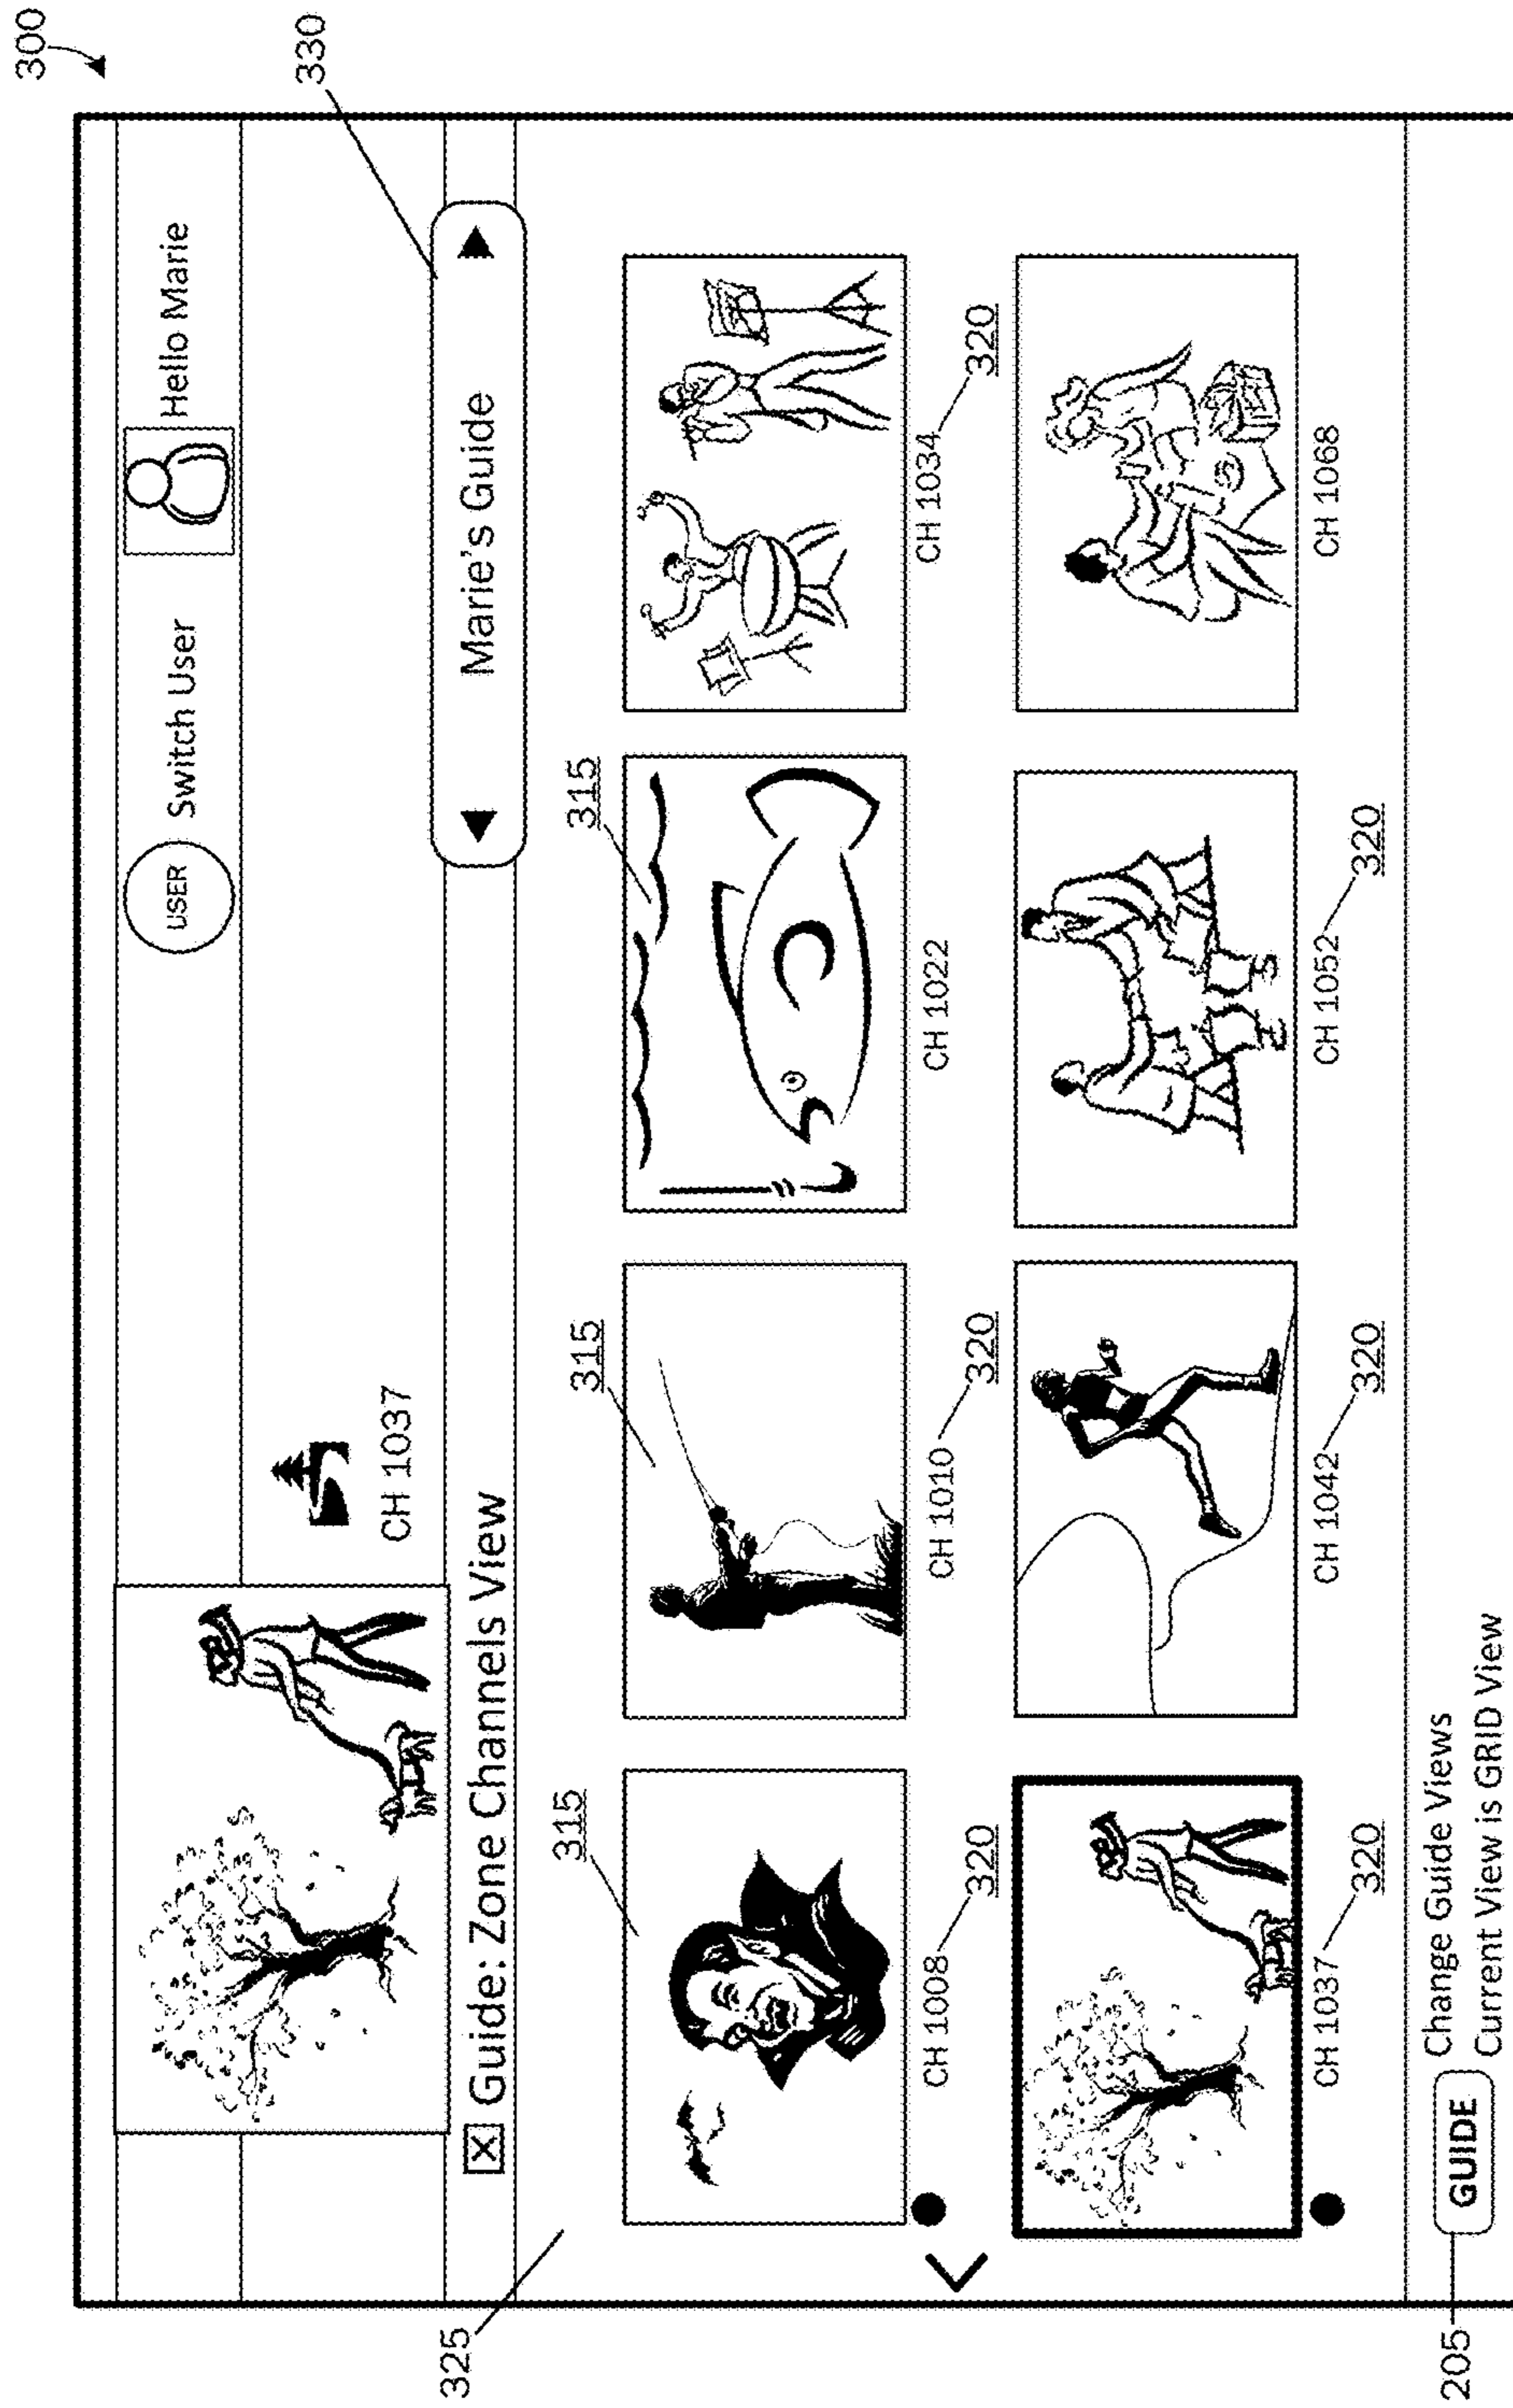 300
USER Switch User Hello Marie
CH 1037
330
X Guide: Zone Channels View
Marie's Guide
325
315
315
315
CH 1008
320
CH 1010
320
CH 1022
CH 1034
320
CH 1037
320
CH 1042
320
CH 1052
320
CH 1068
205
GUIDE
Change Guide Views
Current View is GRID View